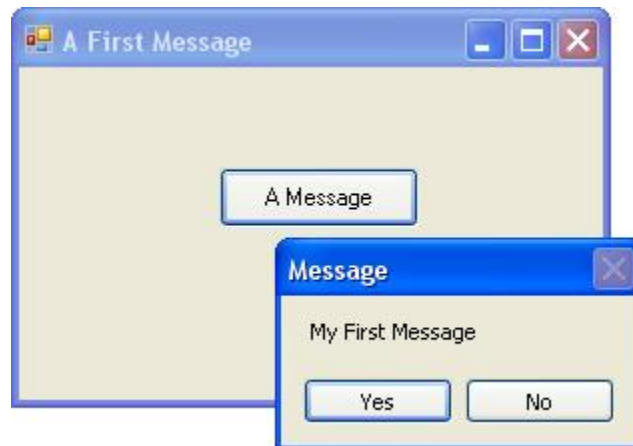 A First Message
A Message
Message
My First Message
Yes
No